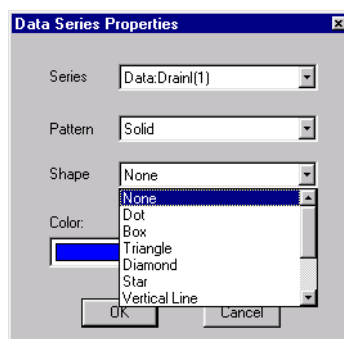 Data Series Properties
Series
Data:DrainI(1)
Pattern
Solid
Shape
None
None
Dot
Box
Triangle
Diamond
Star
Vertical Line
Color:
OK
Cancel